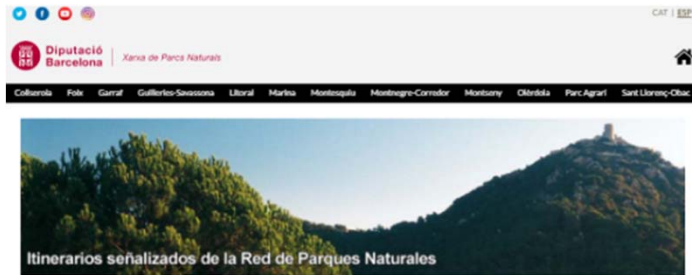 CAT | ESP
Diputació
Barcelona
Xarxa de Parcs Naturals
Collserola Foix Garraf Guilleries-Savassona Litoral Marina Montesquiu Montnegre-Corredor Montseny Olèrdola Parc Agrari Sant Llorenç-Obac
Itinerarios señalizados de la Red de Parques Naturales